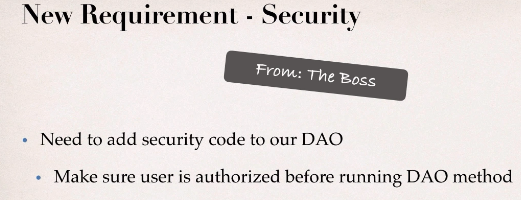 New Requirement - Security
From: The Boss
• Need to add security code to our DAO
• Make sure user is authorized before running DAO method